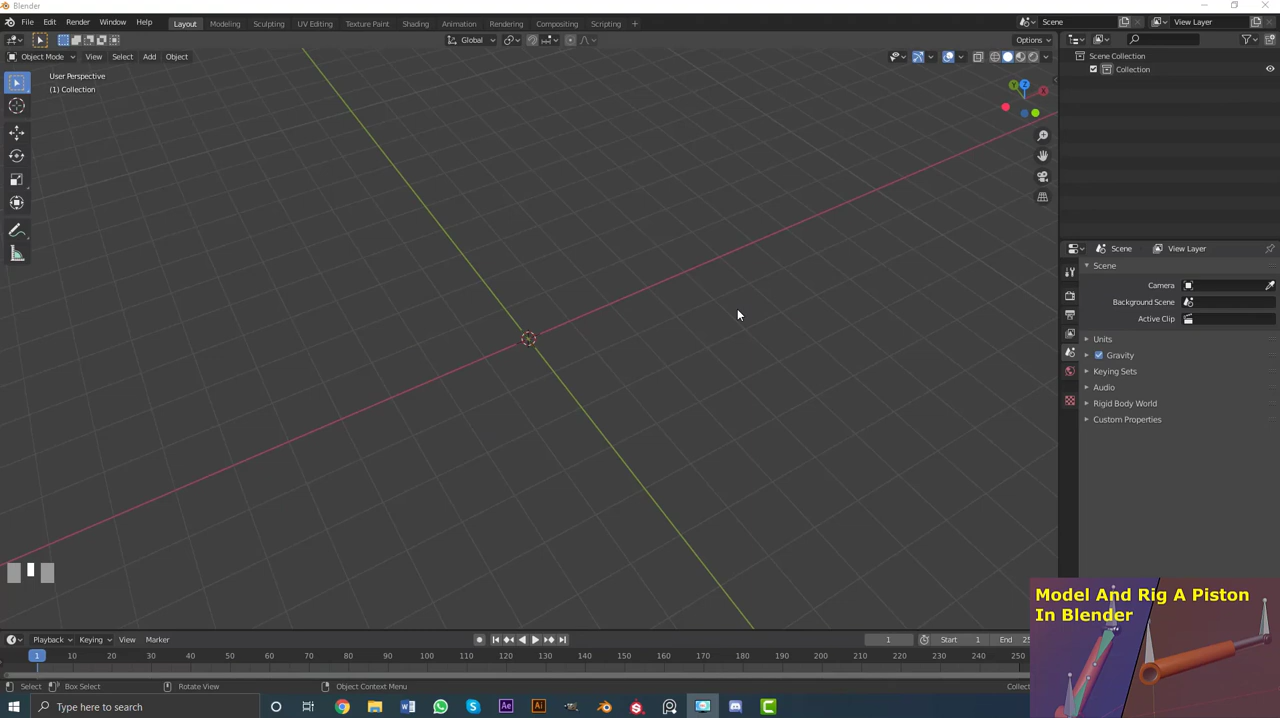 Blender
File Edit Render Window Help Layout Modeling Sculpting UV Editing Texture Paint Shading Animation Rendering Compositing Scripting + Scene View Layer
Global Options
Object Mode View Select Add Object
User Perspective
(1) Collection
Scene Collection
Collection
X
Y
Z
Scene View Layer
Scene
Camera
Background Scene
Active Clip
Units
Gravity
Keying Sets
Audio
Rigid Body World
Custom Properties
Model And Rig A Piston
In Blender
Playback Keying View Marker 1 Start 1 End 25
1 10 20 30 40 50 60 70 80 90 100 110 120 130 140 150 160 170 180 190 200 210 220 230 240 250
Select Box Select Rotate View Object Context Menu Collec
Type here to search